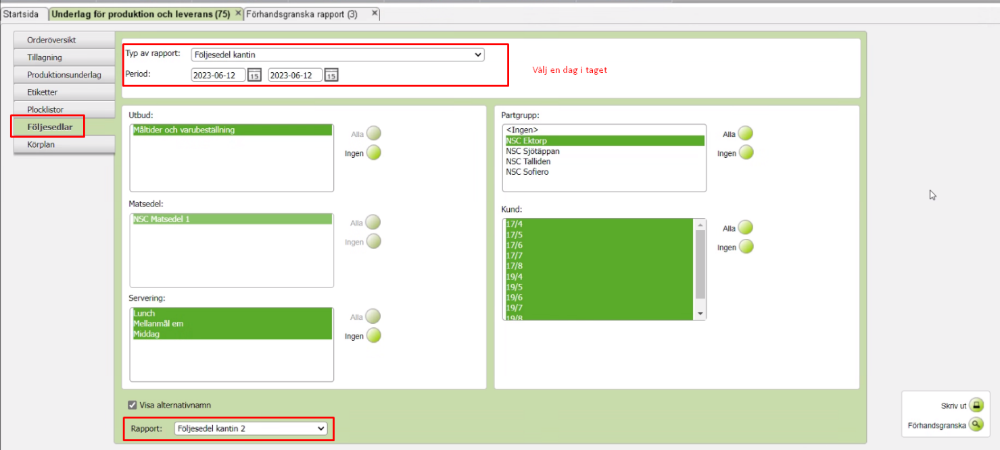 Startsida
Underlag för produktion och leverans (75)
Förhandsgranska rapport (3)
Orderöversikt
Tillagning
Produktionsunderlag
Etiketter
Plocklistor
Följesedlar
Körplan
Typ av rapport: Följesedel kantin
Period: 2023-06-12 15 2023-06-12 15
Välj en dag i taget
Utbud:
Måltider och varubeställning
Alla
Ingen
Matsedel:
NSC Matsedel 1
Alla
Ingen
Servering:
Lunch
Mellanmål em
Middag
Alla
Ingen
Partgrupp:
<Ingen>
NSC Ektorp
NSC Sjötäppan
NSC Talliden
NSC Sofiero
Alla
Ingen
Kund:
17/4
17/5
17/6
17/7
17/8
19/4
19/5
19/6
19/7
19/8
Alla
Ingen
Visa alternativnamn
Rapport: Följesedel kantin 2
Skriv ut
Förhandsgranska